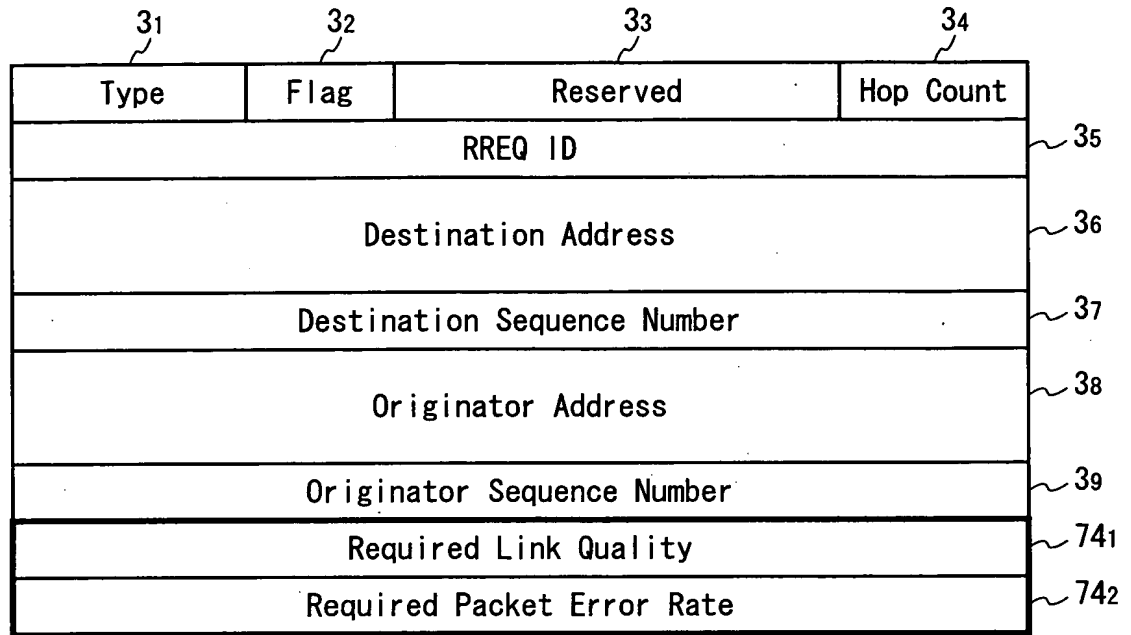 31 32 33 34
Type Flag Reserved Hop Count
RREQ ID 35
Destination Address 36
Destination Sequence Number 37
Originator Address 38
Originator Sequence Number 39
Required Link Quality 741
Required Packet Error Rate 742